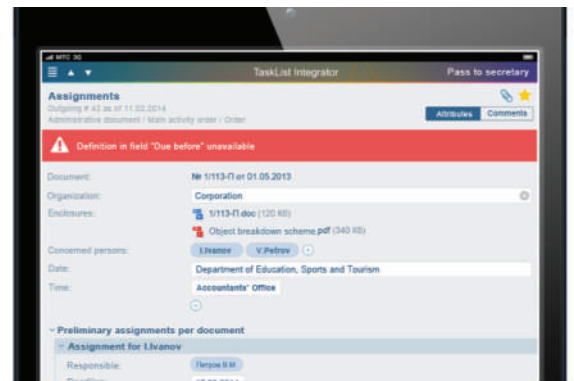 МТС 3G
TaskList Integrator
Pass to secretary
Assignments
Outgoing # 43 as of 11.02.2014
Administrative document / Main activity order / Order
Attributes
Comments
Definition in field "Due before" unavailable
Document: № 1/113-П от 01.05.2013
Organization: Corporation
Enclosures: 1/113-П.doc (120 Кб)
Object breakdown scheme.pdf (340 Кб)
Concerned persons: I.Ivanov V.Petrov
Date: Department of Education, Sports and Tourism
Time: Accountants' Office
Preliminary assignments per document
Assignment for I.Ivanov
Responsible: Петров В.М.